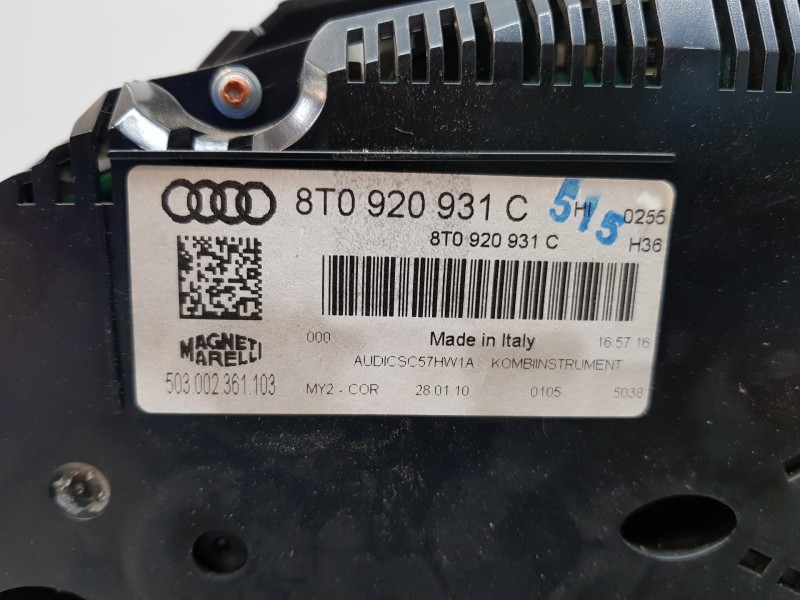 8T0 920 931 C 515 HI 0255
8T0 920 931 C H36
000 Made in Italy 16:57:16
MAGNETI
MARELLI
AUDICSC57HW1A KOMBIINSTRUMENT
503.002.361.103 MY2 - COR 28.01.10 0105 5038